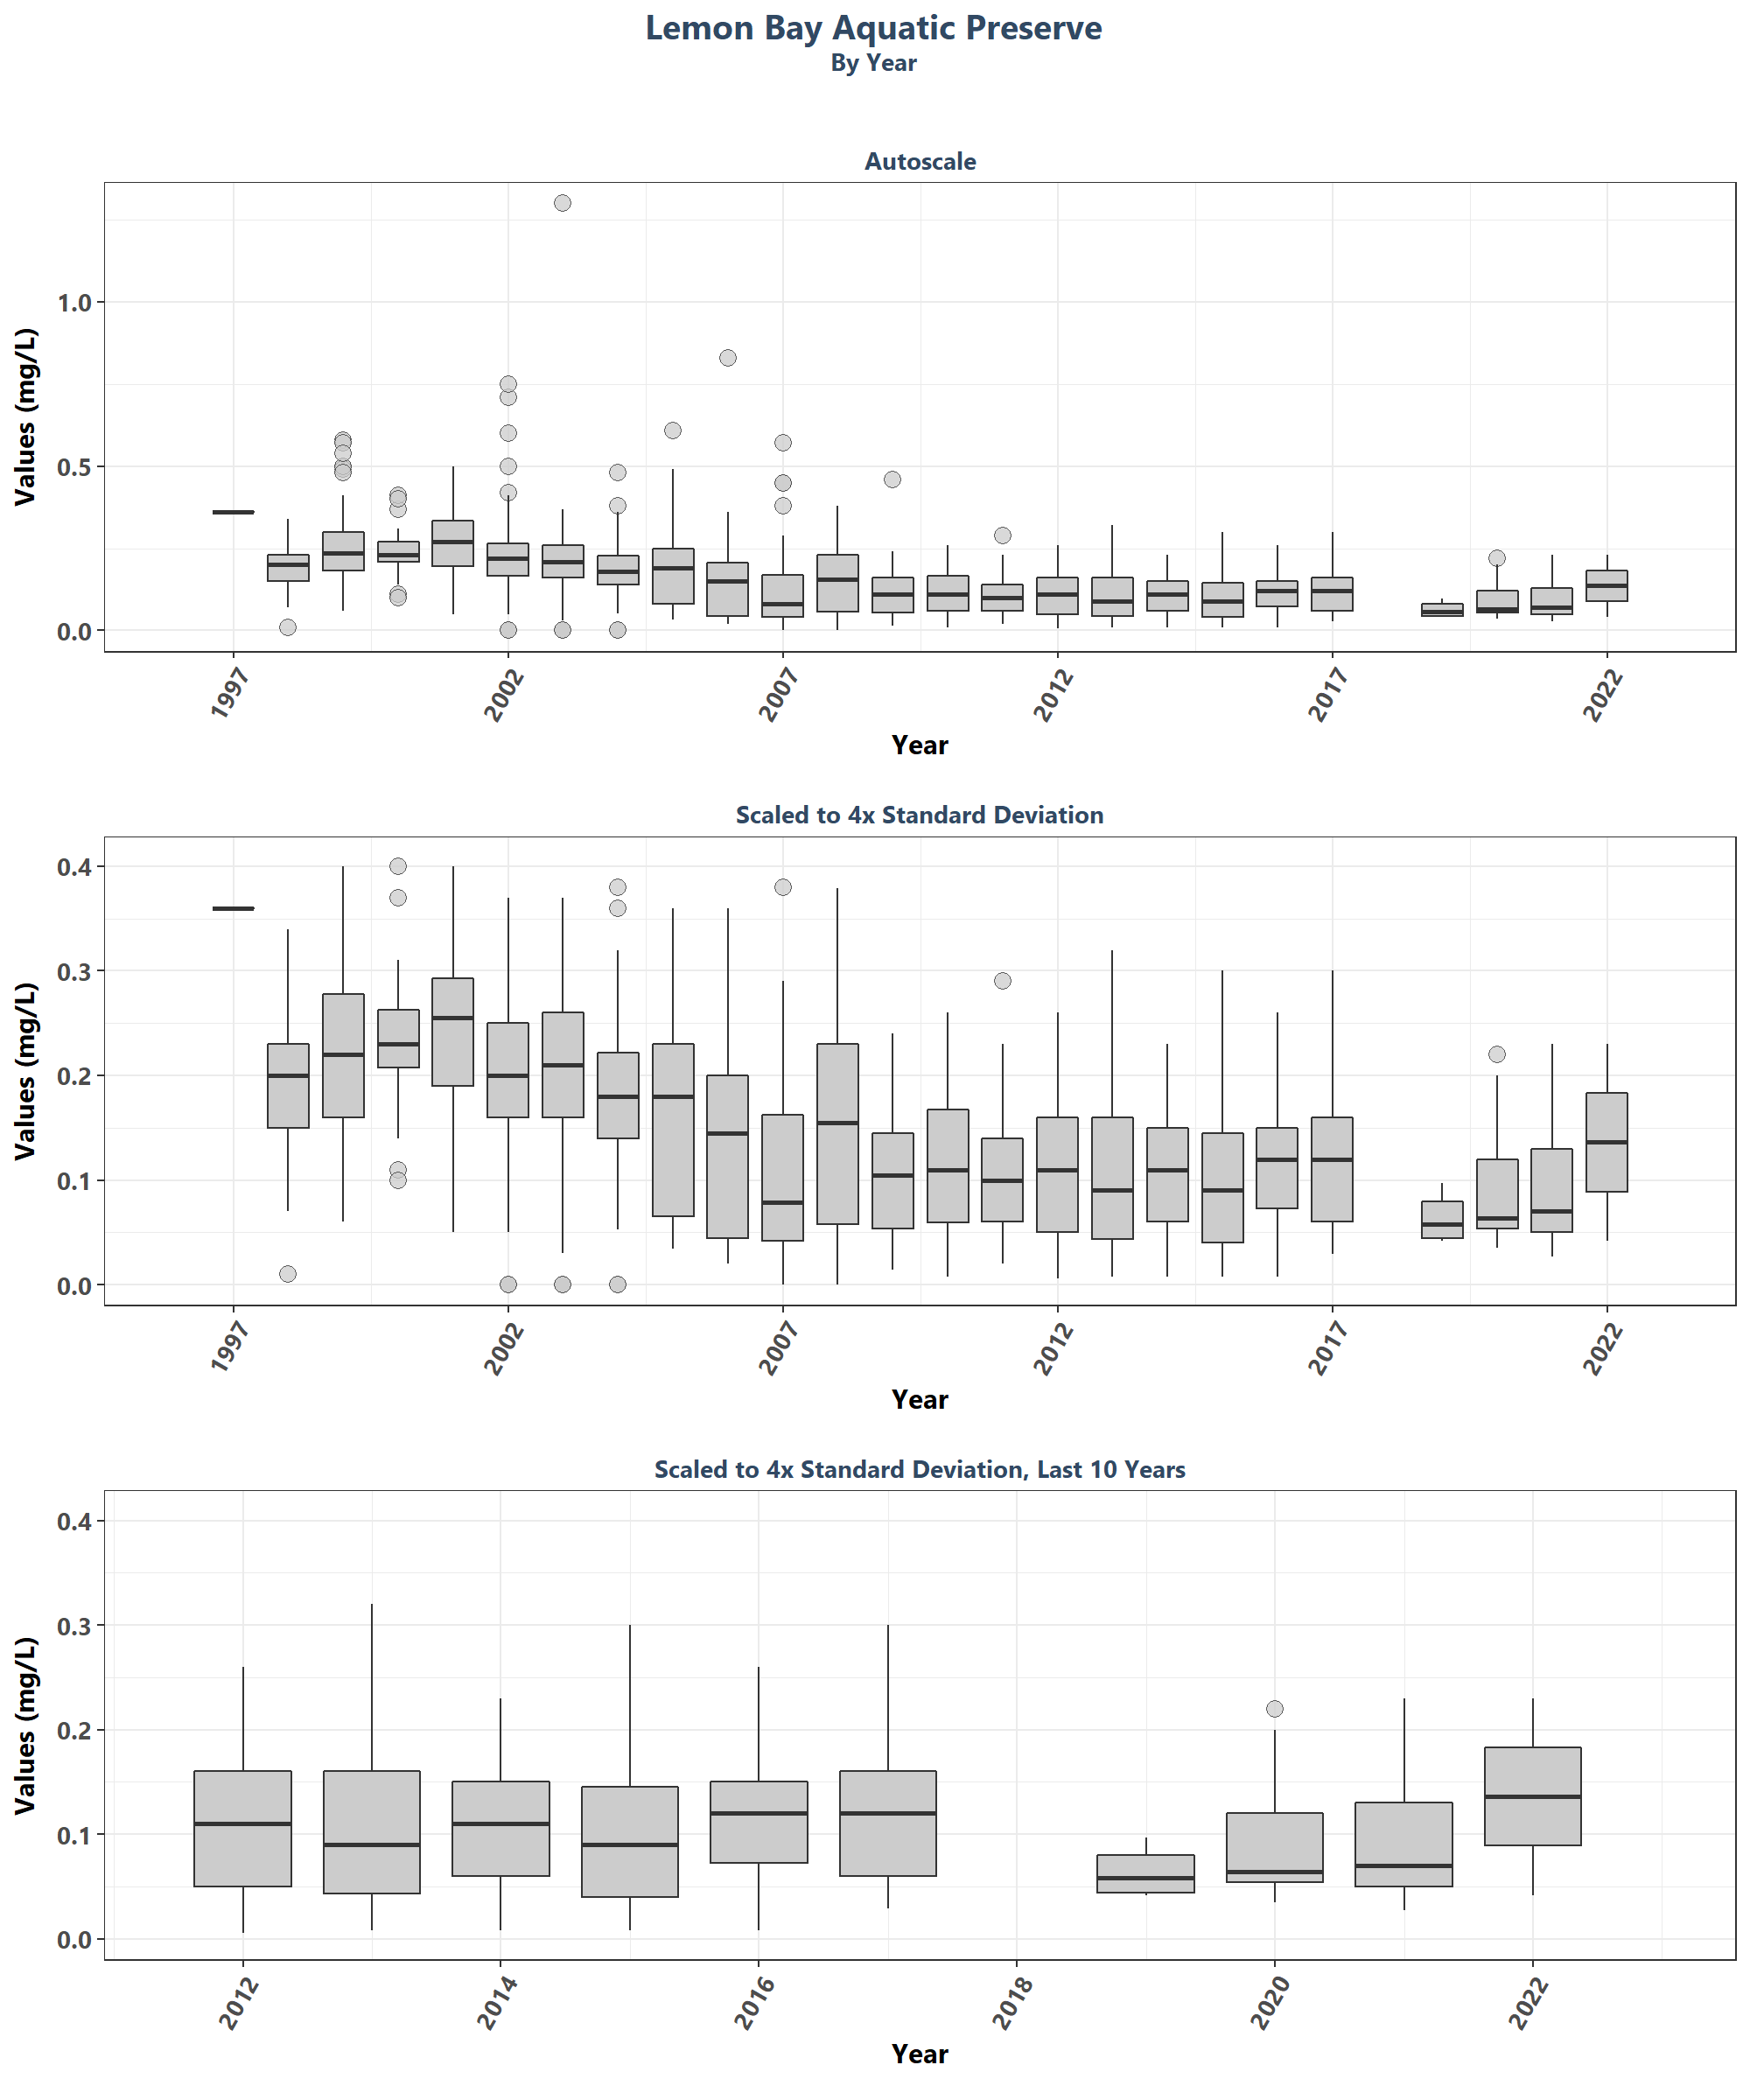 Lemon Bay Aquatic Preserve
By Year
Autoscale
Values (mg/L)
1.0
0.5
0.0
1997 2002 2007 2012 2017 2022
Year
Scaled to 4x Standard Deviation
Values (mg/L)
0.4
0.3
0.2
0.1
0.0
1997 2002 2007 2012 2017 2022
Year
Scaled to 4x Standard Deviation, Last 10 Years
Values (mg/L)
0.4
0.3
0.2
0.1
0.0
2012 2014 2016 2018 2020 2022
Year